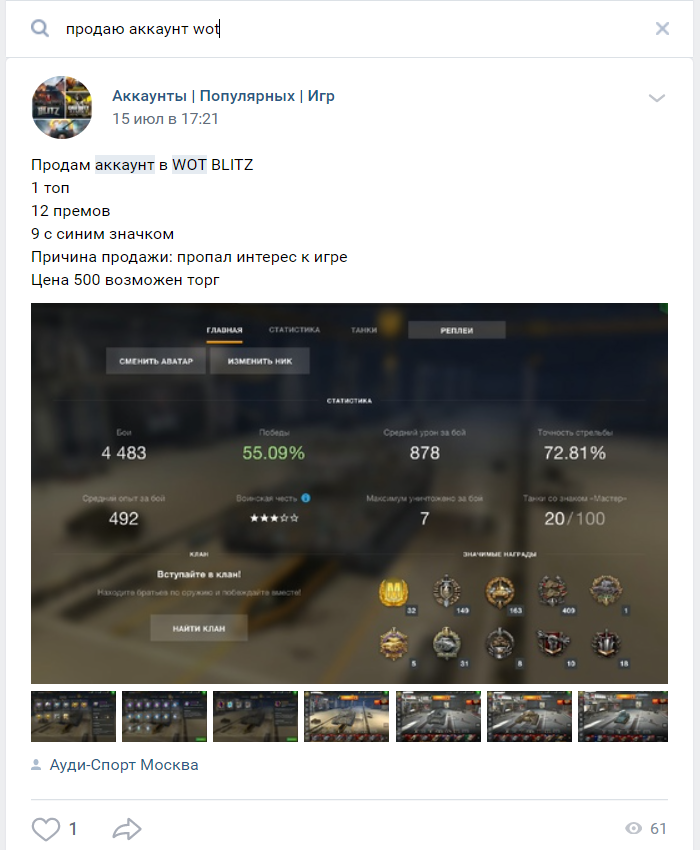 продаю аккаунт wot
Аккаунты | Популярных | Игр
15 июл в 17:21
Продам аккаунт в WOT BLITZ
1 топ
12 премов
9 с синим значком
Причина продажи: пропал интерес к игре
Цена 500 возможен торг
ГЛАВНАЯ СТАТИСТИКА ТАНКИ РЕПЛЕИ
СМЕНИТЬ АВАТАР ИЗМЕНИТЬ НИК
СТАТИСТИКА
Бои Победы Средний урон за бой Точность стрельбы
4 483 55.09% 878 72.81%
Средний опыт за бой Воинская честь Максимум уничтожено за бой Танки со знаком «Мастер»
492 7 20/100
КЛАН ЗНАЧИМЫЕ НАГРАДЫ
Вступайте в клан!
Находите братьев по оружию и побеждайте вместе!
НАЙТИ КЛАН
32 149 163 409 1
5 31 8 10 18
Ауди-Спорт Москва
1 61